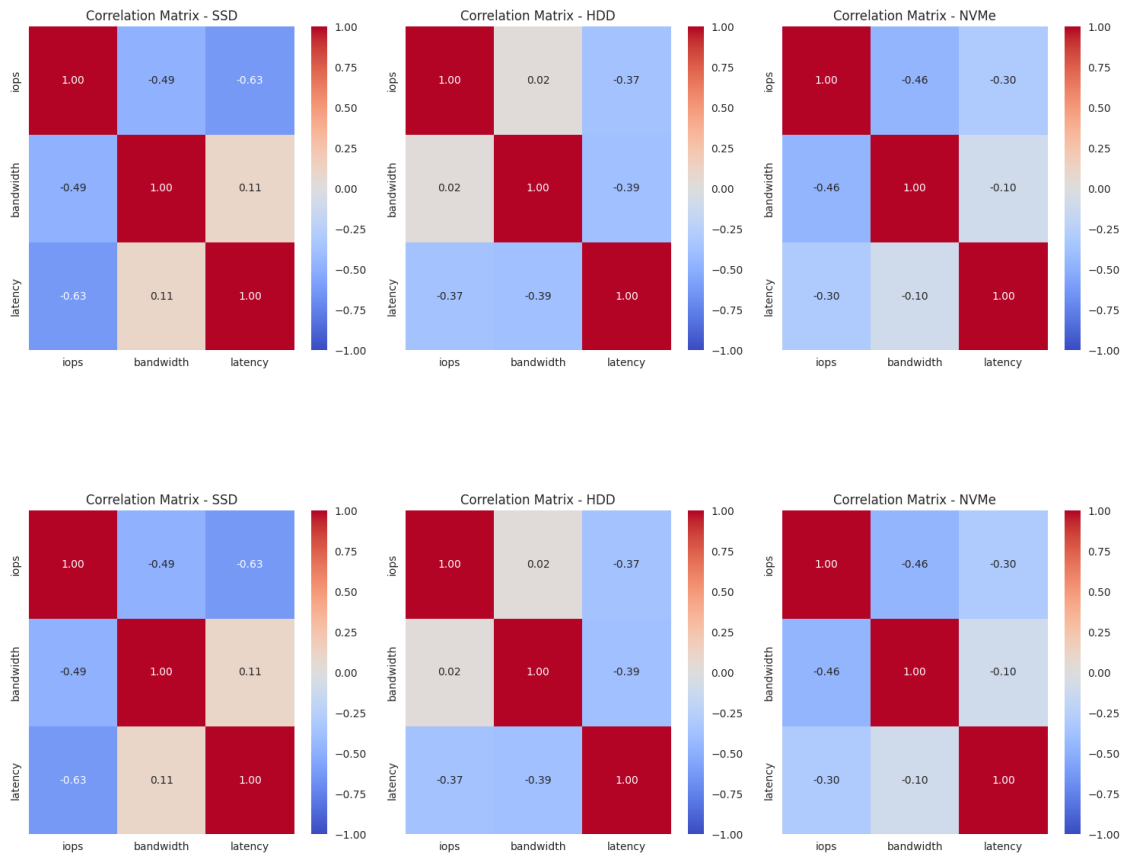 Correlation Matrix - SSD
iops
1.00 -0.49 -0.63
bandwidth
-0.49 1.00 0.11
latency
-0.63 0.11 1.00
iops bandwidth latency
1.00
0.75
0.50
0.25
0.00
−0.25
−0.50
−0.75
−1.00
Correlation Matrix - HDD
iops
1.00 0.02 -0.37
bandwidth
0.02 1.00 -0.39
latency
-0.37 -0.39 1.00
iops bandwidth latency
1.00
0.75
0.50
0.25
0.00
−0.25
−0.50
−0.75
−1.00
Correlation Matrix - NVMe
iops
1.00 -0.46 -0.30
bandwidth
-0.46 1.00 -0.10
latency
-0.30 -0.10 1.00
iops bandwidth latency
1.00
0.75
0.50
0.25
0.00
−0.25
−0.50
−0.75
−1.00
Correlation Matrix - SSD
iops
1.00 -0.49 -0.63
bandwidth
-0.49 1.00 0.11
latency
-0.63 0.11 1.00
iops bandwidth latency
1.00
0.75
0.50
0.25
0.00
−0.25
−0.50
−0.75
−1.00
Correlation Matrix - HDD
iops
1.00 0.02 -0.37
bandwidth
0.02 1.00 -0.39
latency
-0.37 -0.39 1.00
iops bandwidth latency
1.00
0.75
0.50
0.25
0.00
−0.25
−0.50
−0.75
−1.00
Correlation Matrix - NVMe
iops
1.00 -0.46 -0.30
bandwidth
-0.46 1.00 -0.10
latency
-0.30 -0.10 1.00
iops bandwidth latency
1.00
0.75
0.50
0.25
0.00
−0.25
−0.50
−0.75
−1.00